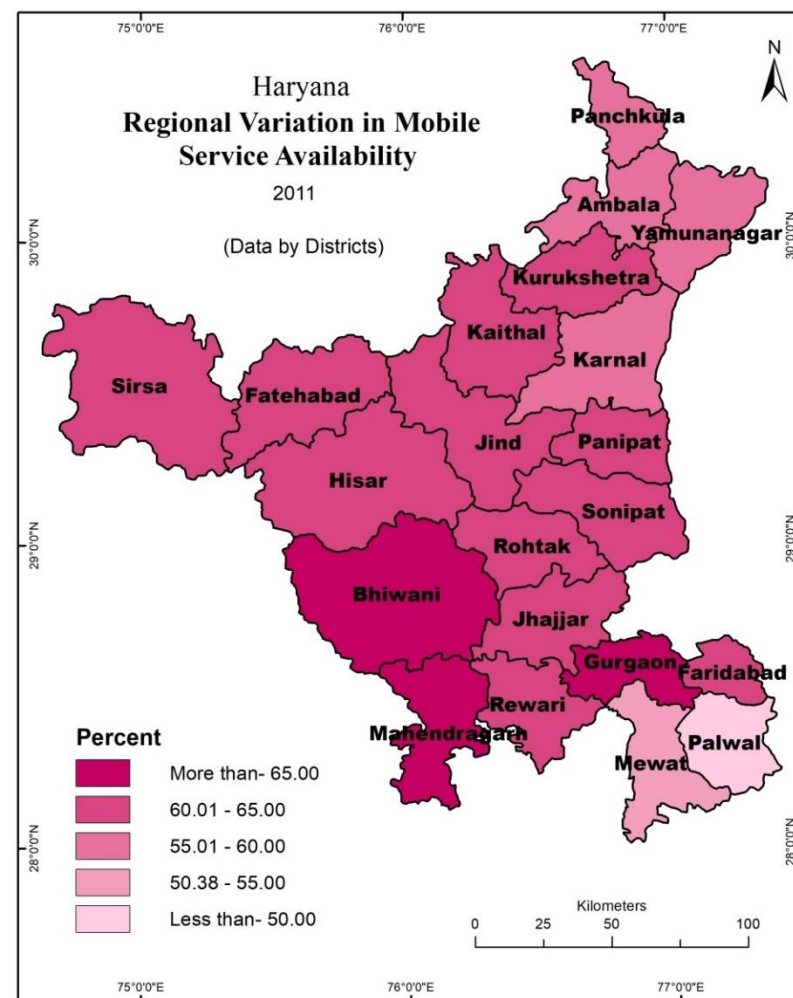 75°0'0"E
76°0'0"E
77°0'0"E
Haryana
Regional Variation in Mobile
Service Availability
2011
(Data by Districts)
N
30°0'0"N
30°0'0"N
29°0'0"N
29°0'0"N
28°0'0"N
28°0'0"N
Panchkula
Ambala
Yamunanagar
Kurukshetra
Kaithal
Karnal
Sirsa
Fatehabad
Jind
Panipat
Hisar
Sonipat
Rohtak
Bhiwani
Jhajjar
Gurgaon
Faridabad
Rewari
Mahendragarh
Palwal
Mewat
Percent
More than- 65.00
60.01 - 65.00
55.01 - 60.00
50.38 - 55.00
Less than- 50.00
Kilometers
0 25 50 100
75°0'0"E
76°0'0"E
77°0'0"E